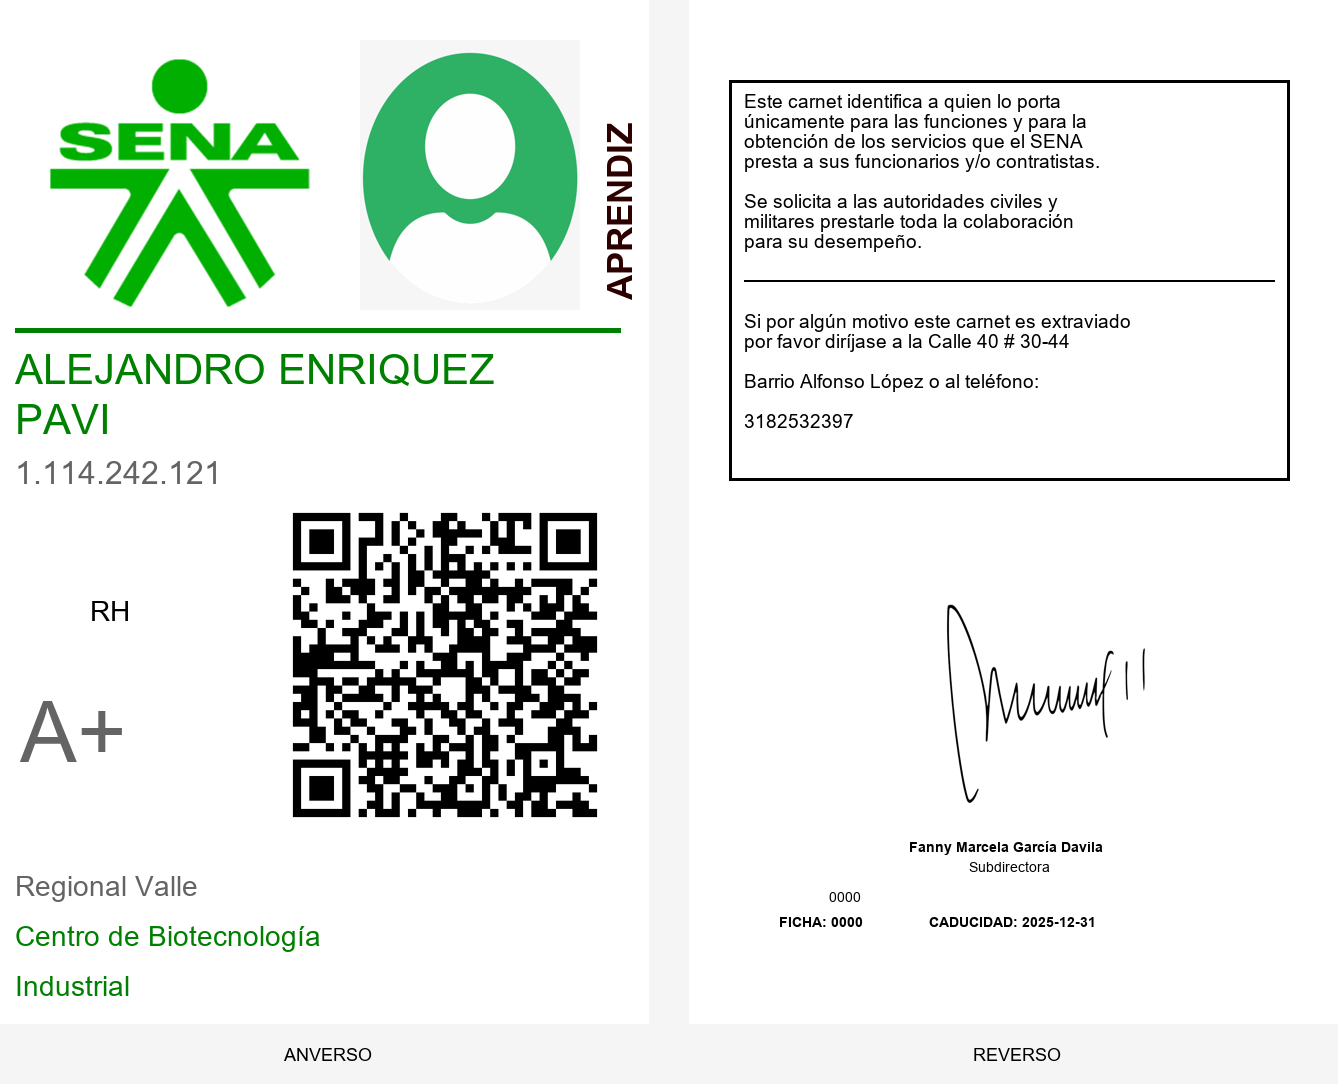 SENA
APRENDIZ
ALEJANDRO ENRIQUEZ
PAVI
1.114.242.121
RH
A+
Regional Valle
Centro de Biotecnología
Industrial
ANVERSO
Este carnet identifica a quien lo porta
únicamente para las funciones y para la
obtención de los servicios que el SENA
presta a sus funcionarios y/o contratistas.
Se solicita a las autoridades civiles y
militares prestarle toda la colaboración
para su desempeño.
Si por algún motivo este carnet es extraviado
por favor diríjase a la Calle 40 # 30-44
Barrio Alfonso López o al teléfono:
3182532397
Fanny Marcela García Davila
Subdirectora
0000
FICHA: 0000 CADUCIDAD: 2025-12-31
REVERSO